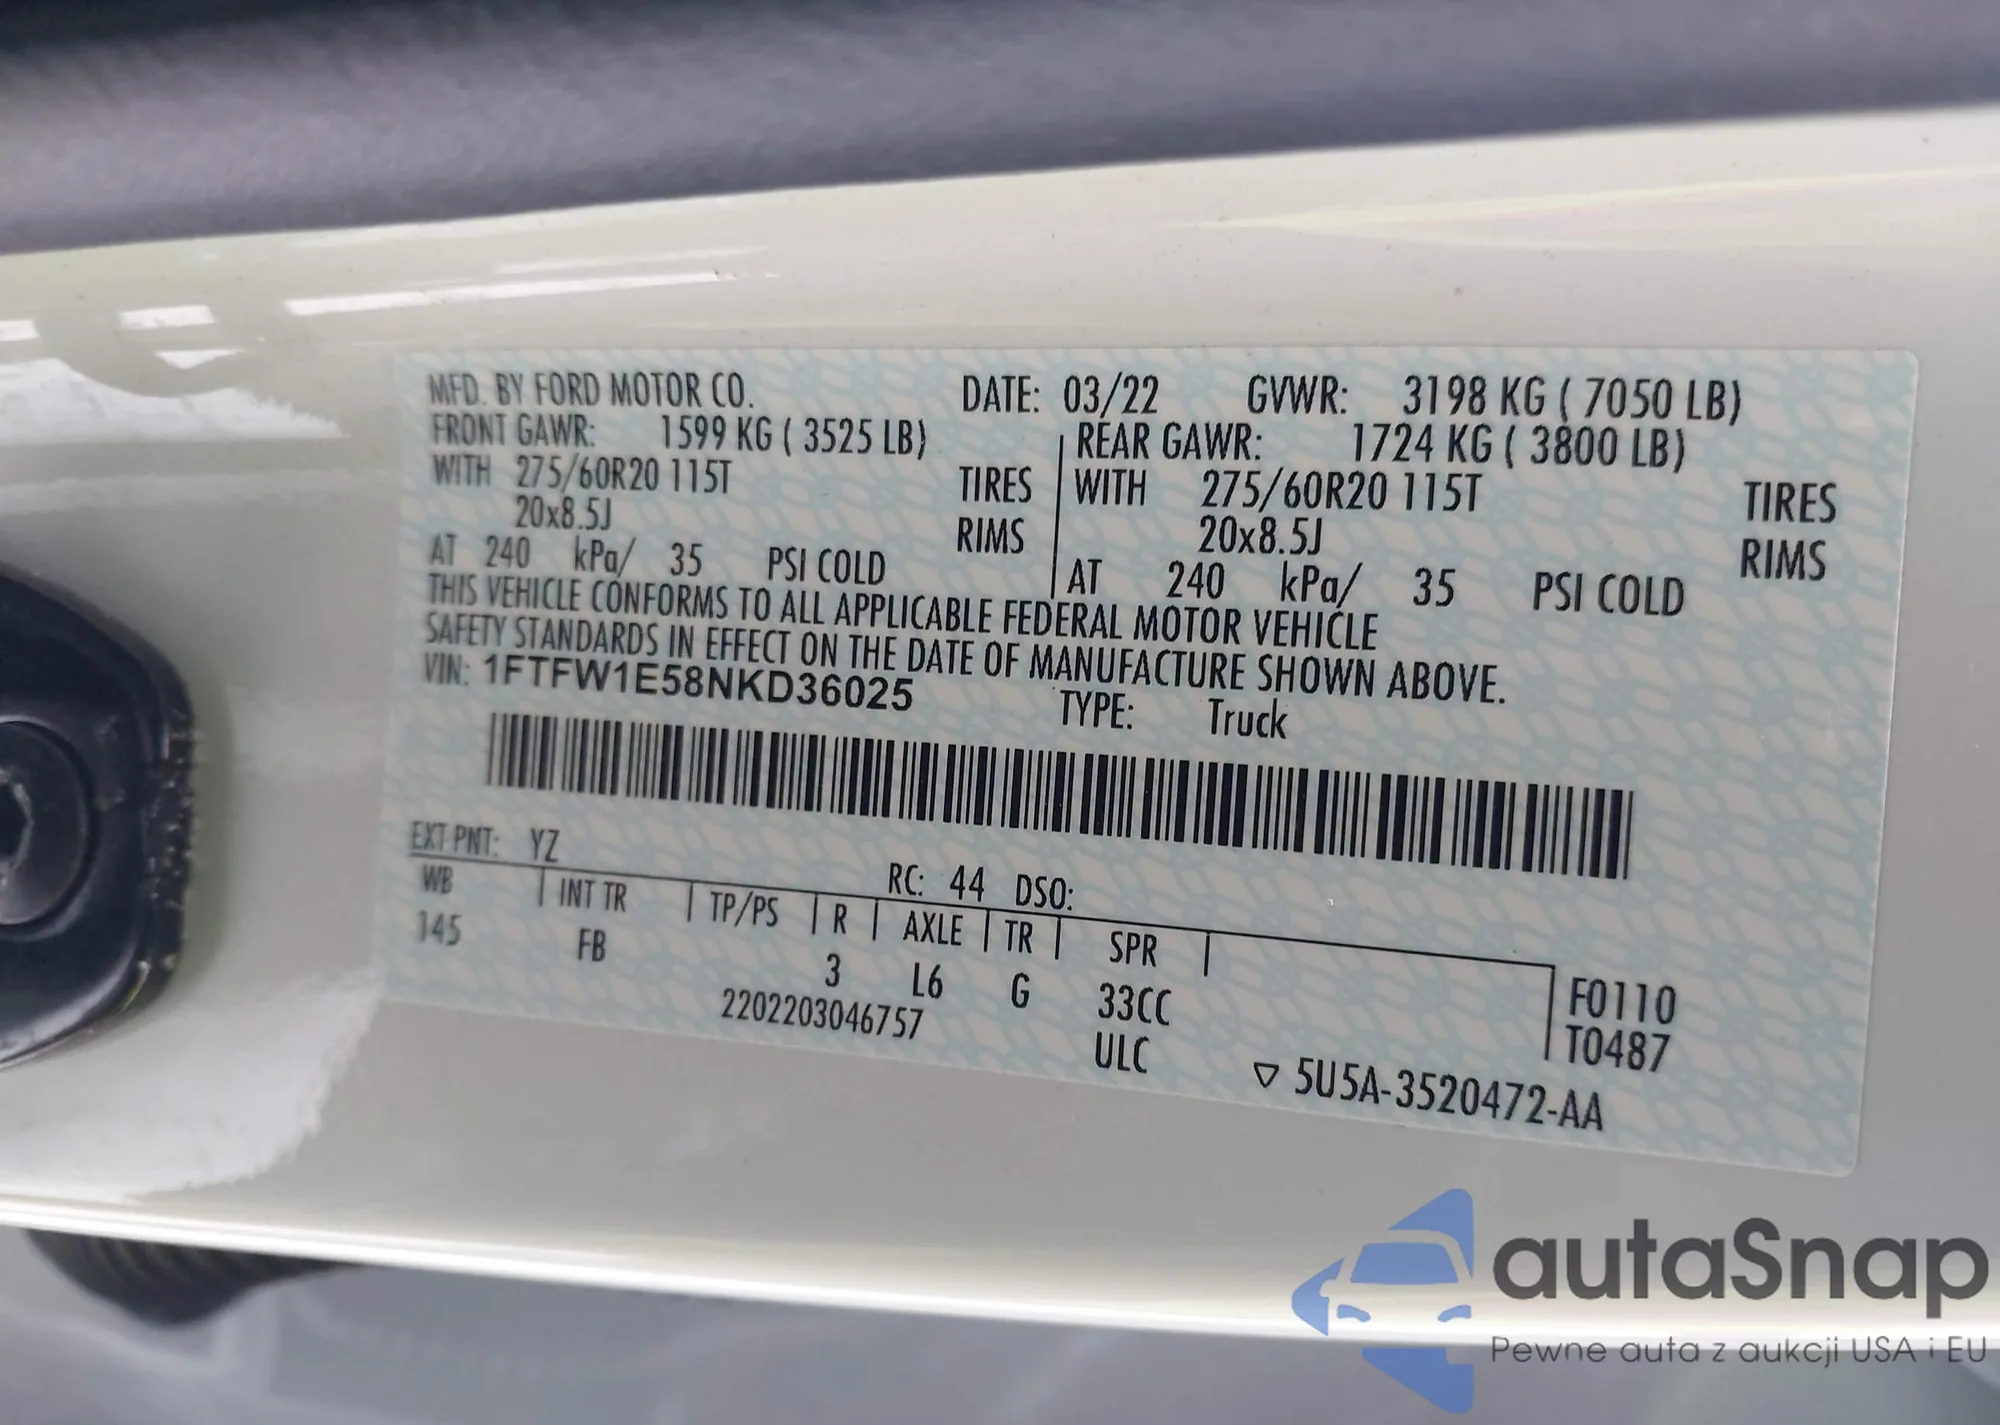 MFD. BY FORD MOTOR CO. DATE: 03/22 GVWR: 3198 KG ( 7050 LB)
FRONT GAWR: 1599 KG ( 3525 LB) REAR GAWR: 1724 KG ( 3800 LB)
WITH 275/60R20 115T TIRES WITH 275/60R20 115T TIRES
20x8.5J RIMS 20x8.5J RIMS
AT 240 kPa/ 35 PSI COLD AT 240 kPa/ 35 PSI COLD
THIS VEHICLE CONFORMS TO ALL APPLICABLE FEDERAL MOTOR VEHICLE
SAFETY STANDARDS IN EFFECT ON THE DATE OF MANUFACTURE SHOWN ABOVE.
VIN: 1FTFW1E58NKD36025 TYPE: Truck
EXT PNT: YZ RC: 44 DSO:
WB INT TR TP/PS R AXLE TR SPR
145 FB 3 L6 G 33CC F0110
2202203046757 ULC T0487
▽ 5U5A-3520472-AA
autaSnap
Pewne auta z aukcji USA i EU